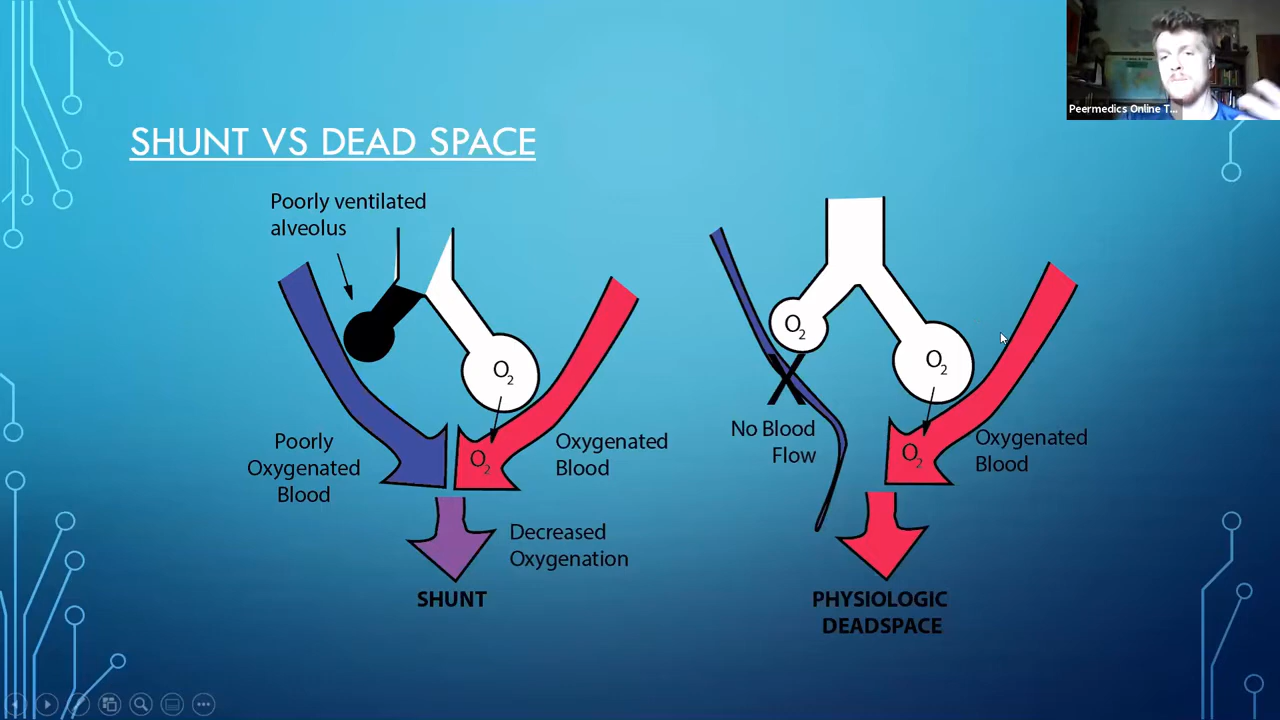 Peermedics Online T...
SHUNT VS DEAD SPACE
Poorly ventilated
alveolus
O2
Poorly
Oxygenated
Blood
O2
Oxygenated
Blood
Decreased
Oxygenation
SHUNT
O2
O2
No Blood
Flow
O2
Oxygenated
Blood
PHYSIOLOGIC
DEADSPACE